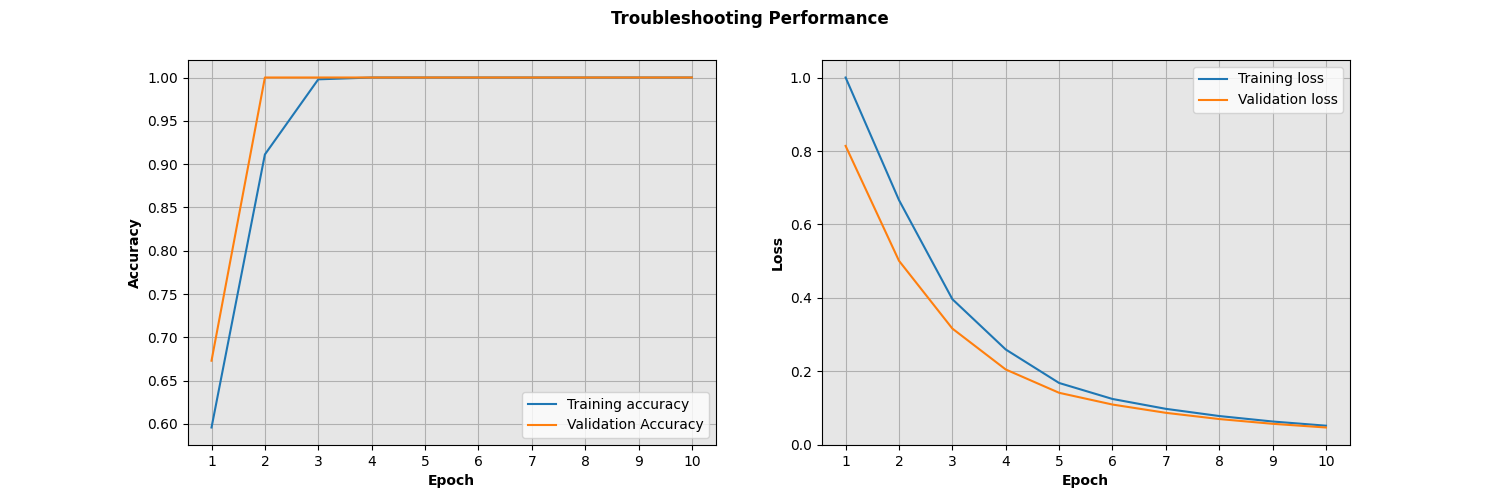 Troubleshooting Performance
Accuracy
1.00
0.95
0.90
0.85
0.80
0.75
0.70
0.65
0.60
Training accuracy
Validation Accuracy
1 2 3 4 5 6 7 8 9 10
Epoch
Loss
1.0
0.8
0.6
0.4
0.2
0.0
Training loss
Validation loss
1 2 3 4 5 6 7 8 9 10
Epoch